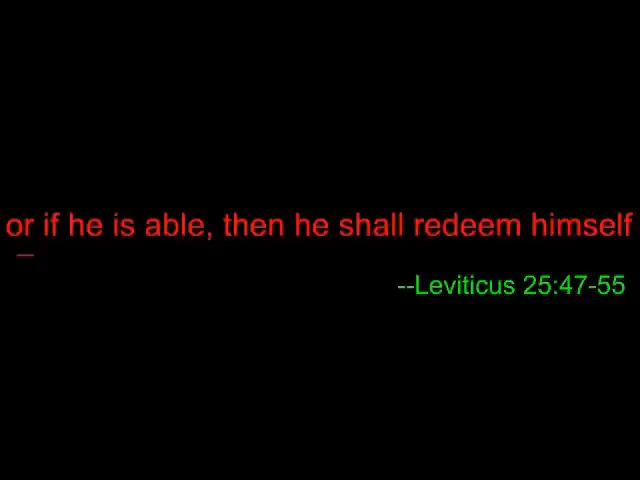 or if he is able, then he shall redeem himself
--Leviticus 25:47-55